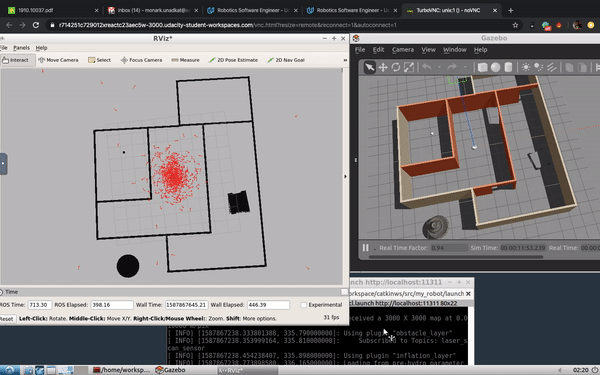 1910.10037.pdf
Inbox (13) - monark.unadkat@
Robotics Software Engineer - Ud
Robotics Software Engineer - Ud
TurboVNC: unix:1 () - noVNC
r714251c729012xreactc23aec5w-3000.udacity-student-workspaces.com/vnc.html?resize=remote&reconnect=1&autoconnect=1
RViz*
File Panels Help
Interact Move Camera Select Focus Camera Measure 2D Pose Estimate 2D Nav Goal
Time
ROS Time: 713.30 ROS Elapsed: 398.16 Wall Time: 1587867645.21 Wall Elapsed: 446.39 Experimental
Reset Left-Click: Rotate. Middle-Click: Move X/Y. Right-Click/Mouse Wheel: Zoom. Shift: More options. 31 fps
Gazebo
File Edit Camera View Window Help
Real Time Factor: 0.94 Sim Time: 00:00:11:53.239 Real Time:
launch http://localhost:11311
workspace/catkinws/src/my_robot/launch
cl.launch http://localhost:11311 80x22
eceived a 3000 X 3000 map at 0.0
[ INFO] [1587867238.333801388, 335.790000000]: Using plugin "obstacle_layer"
[ INFO] [1587867238.353999164, 335.810000000]: Subscribed to Topics: laser_s
can_sensor
[ INFO] [1587867238.454238407, 335.898000000]: Using plugin "inflation_layer"
[ INFO] [1587867238.773898580, 336.165000000]: Loading from pre-hydro parameter
/home/worksp...
Gazebo
RViz*
02:20